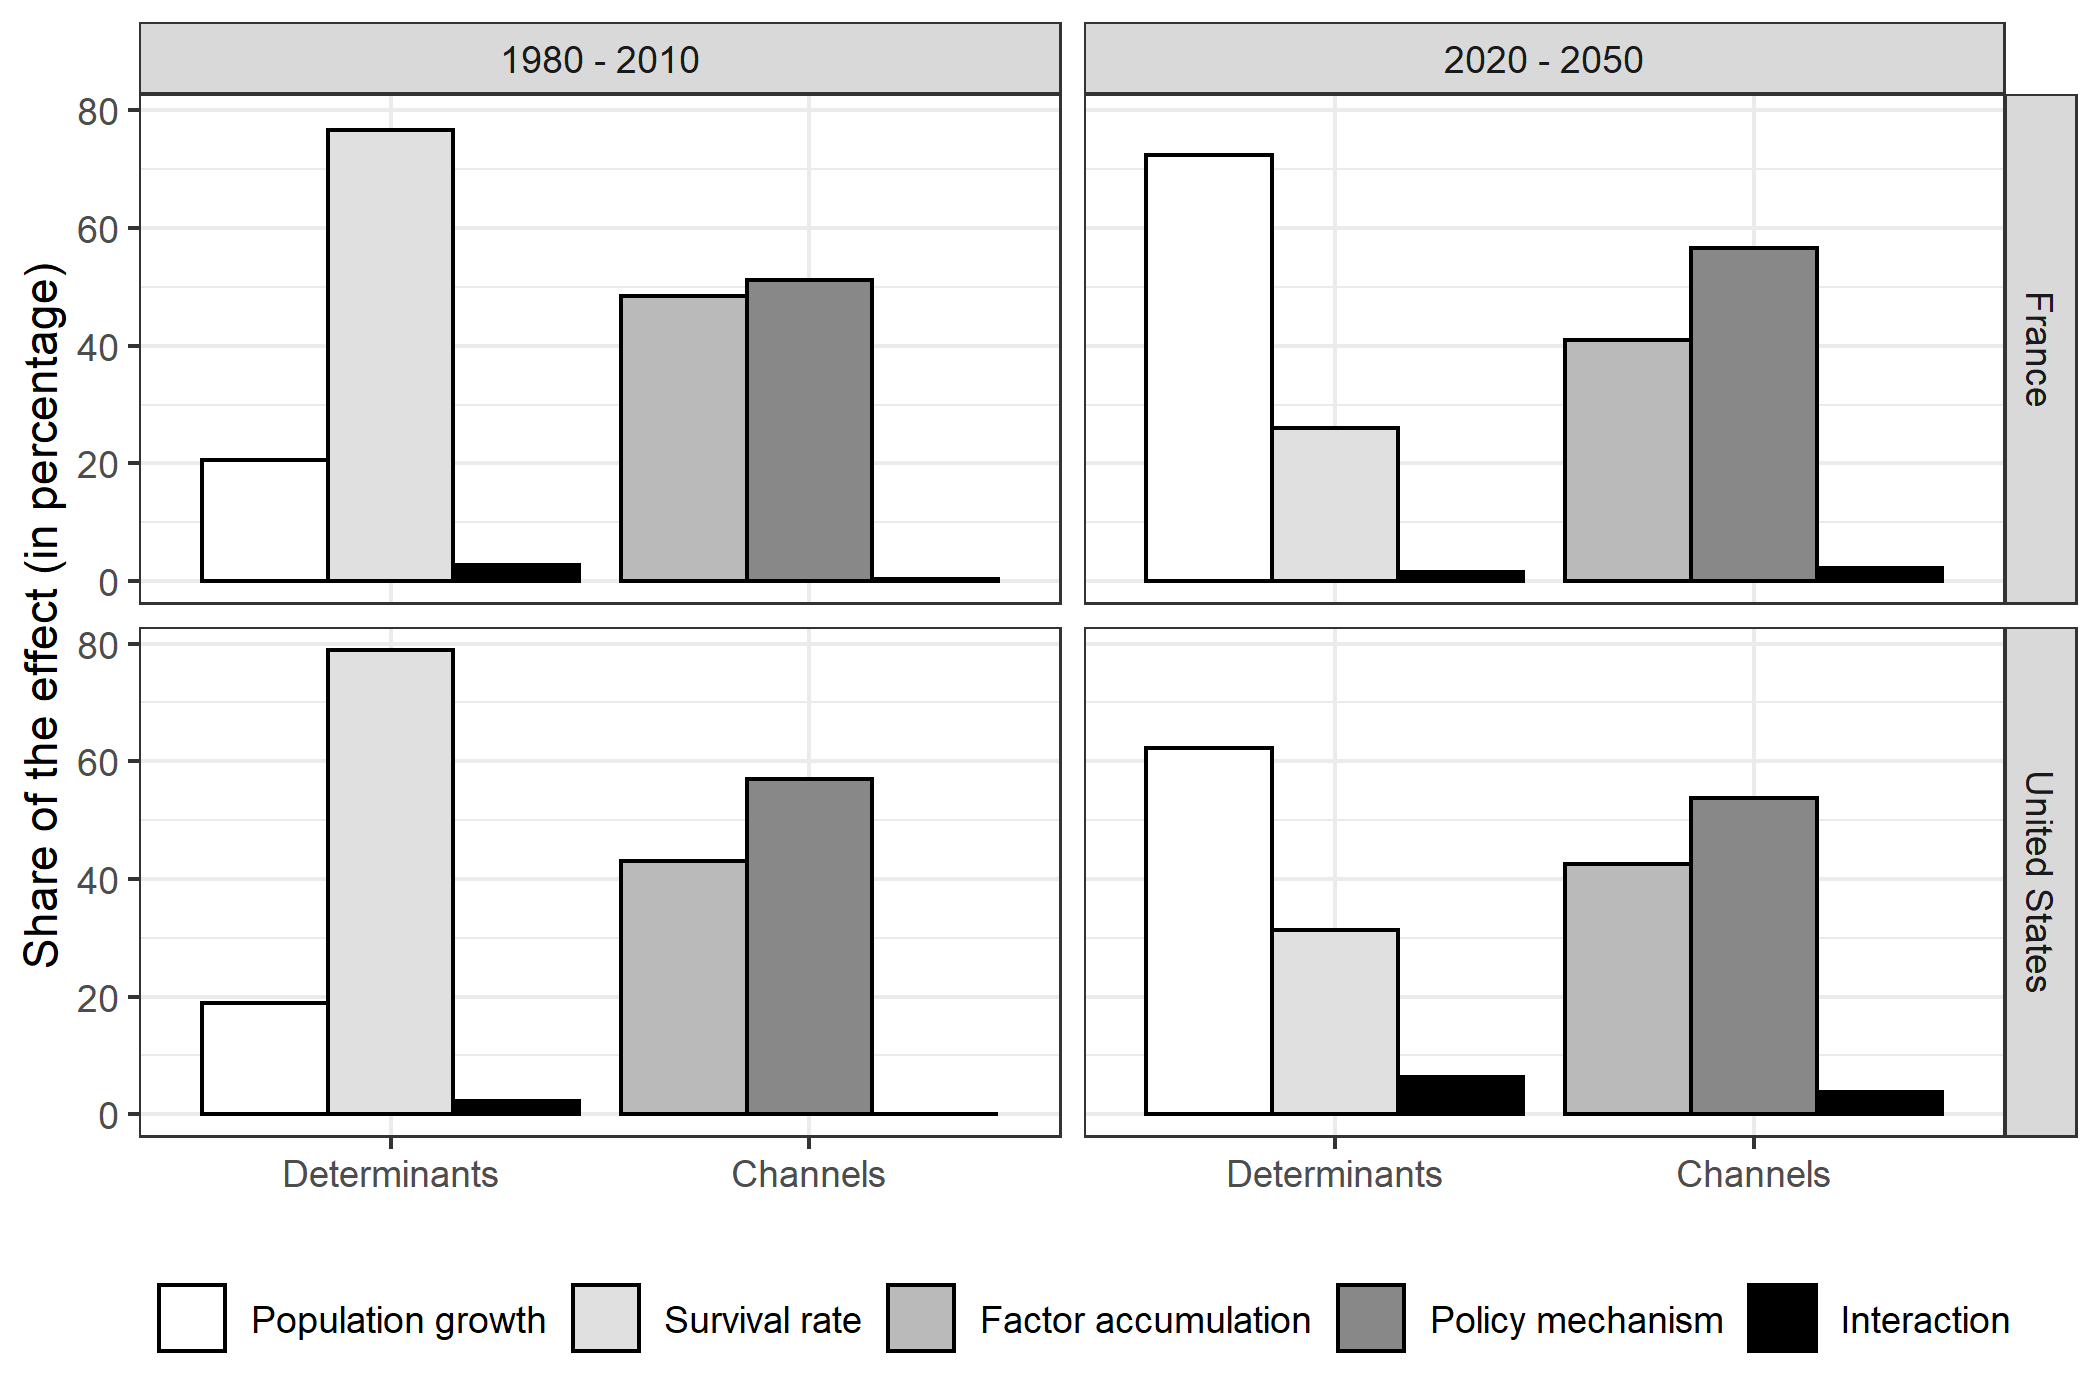 1980 - 2010
2020 - 2050
Share of the effect (in percentage)
80
60
40
20
0
France
80
60
40
20
0
United States
Determinants
Channels
Determinants
Channels
Population growth
Survival rate
Factor accumulation
Policy mechanism
Interaction